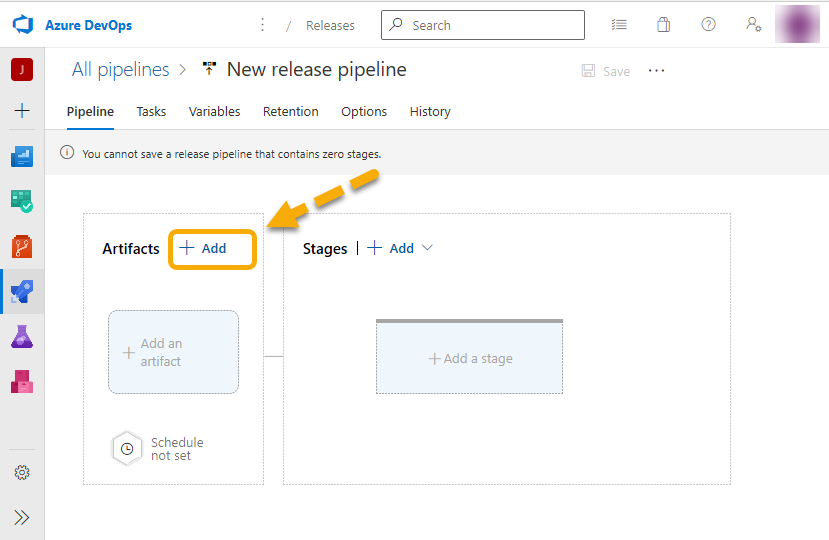 Azure DevOps
/ Releases
Search
J
All pipelines > New release pipeline
Save
Pipeline Tasks Variables Retention Options History
You cannot save a release pipeline that contains zero stages.
Artifacts + Add
Stages | + Add
+ Add an
artifact
+ Add a stage
Schedule
not set